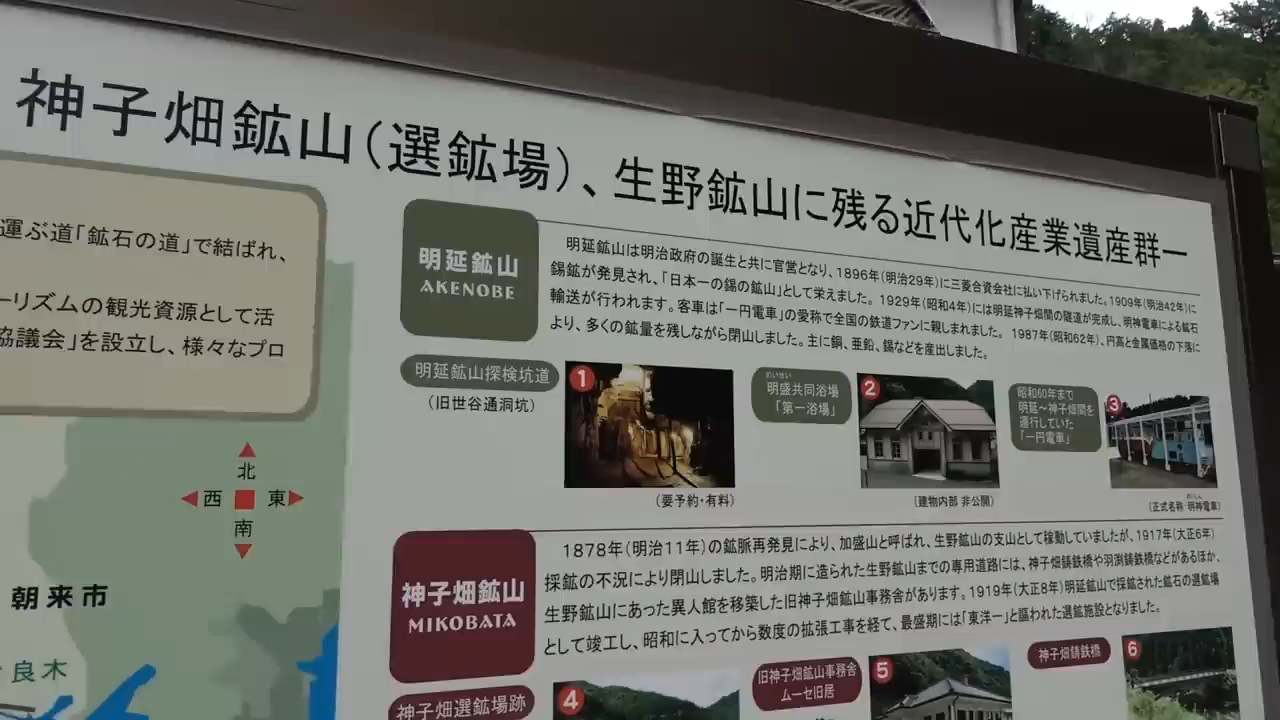 神子畑鉱山(選鉱場)、生野鉱山に残る近代化産業遺産群ー
運ぶ道「鉱石の道」で結ばれ、
ーリズムの観光資源として活
協議会」を設立し、様々なプロ
北
西 東
南
朝来市
良木
明延鉱山
AKENOBE
明延鉱山は明治政府の誕生と共に官営となり、1896年(明治29年)に三菱合資会社に払い下げられました。1909年(明治42年)に
錫鉱が発見され、「日本一の錫の鉱山」として栄えました。1929年(昭和4年)には明延神子畑間の隧道が完成し、明神電車による鉱石
輸送が行われます。客車は「一円電車」の愛称で全国の鉄道ファンに親しまれました。 1987年(昭和62年)、円高と金属価格の下落に
より、多くの鉱量を残しながら閉山しました。主に銅、亜鉛、錫などを産出しました。
明延鉱山探検坑道
(旧世谷通洞坑)
1
(要予約・有料)
めいせい
明盛共同浴場
「第一浴場」
2
(建物内部 非公開)
昭和60年まで
明延～神子畑間を
運行していた
「一円電車」
3
めいしん
(正式名称:明神電車)
神子畑鉱山
MIKOBATA
1878年(明治11年)の鉱脈再発見により、加盛山と呼ばれ、生野鉱山の支山として稼動していましたが、1917年(大正6年)
採鉱の不況により閉山しました。明治期に造られた生野鉱山までの専用道路には、神子畑鋳鉄橋や羽渕鋳鉄橋などがあるほか、
生野鉱山にあった異人館を移築した旧神子畑鉱山事務舎があります。1919年(大正8年)明延鉱山で採鉱された鉱石の選鉱場
として竣工し、昭和に入ってから数度の拡張工事を経て、最盛期には「東洋一」と謳われた選鉱施設となりました。
神子畑選鉱場跡
4
旧神子畑鉱山事務舎
ムーセ旧居
5
神子畑鋳鉄橋
6